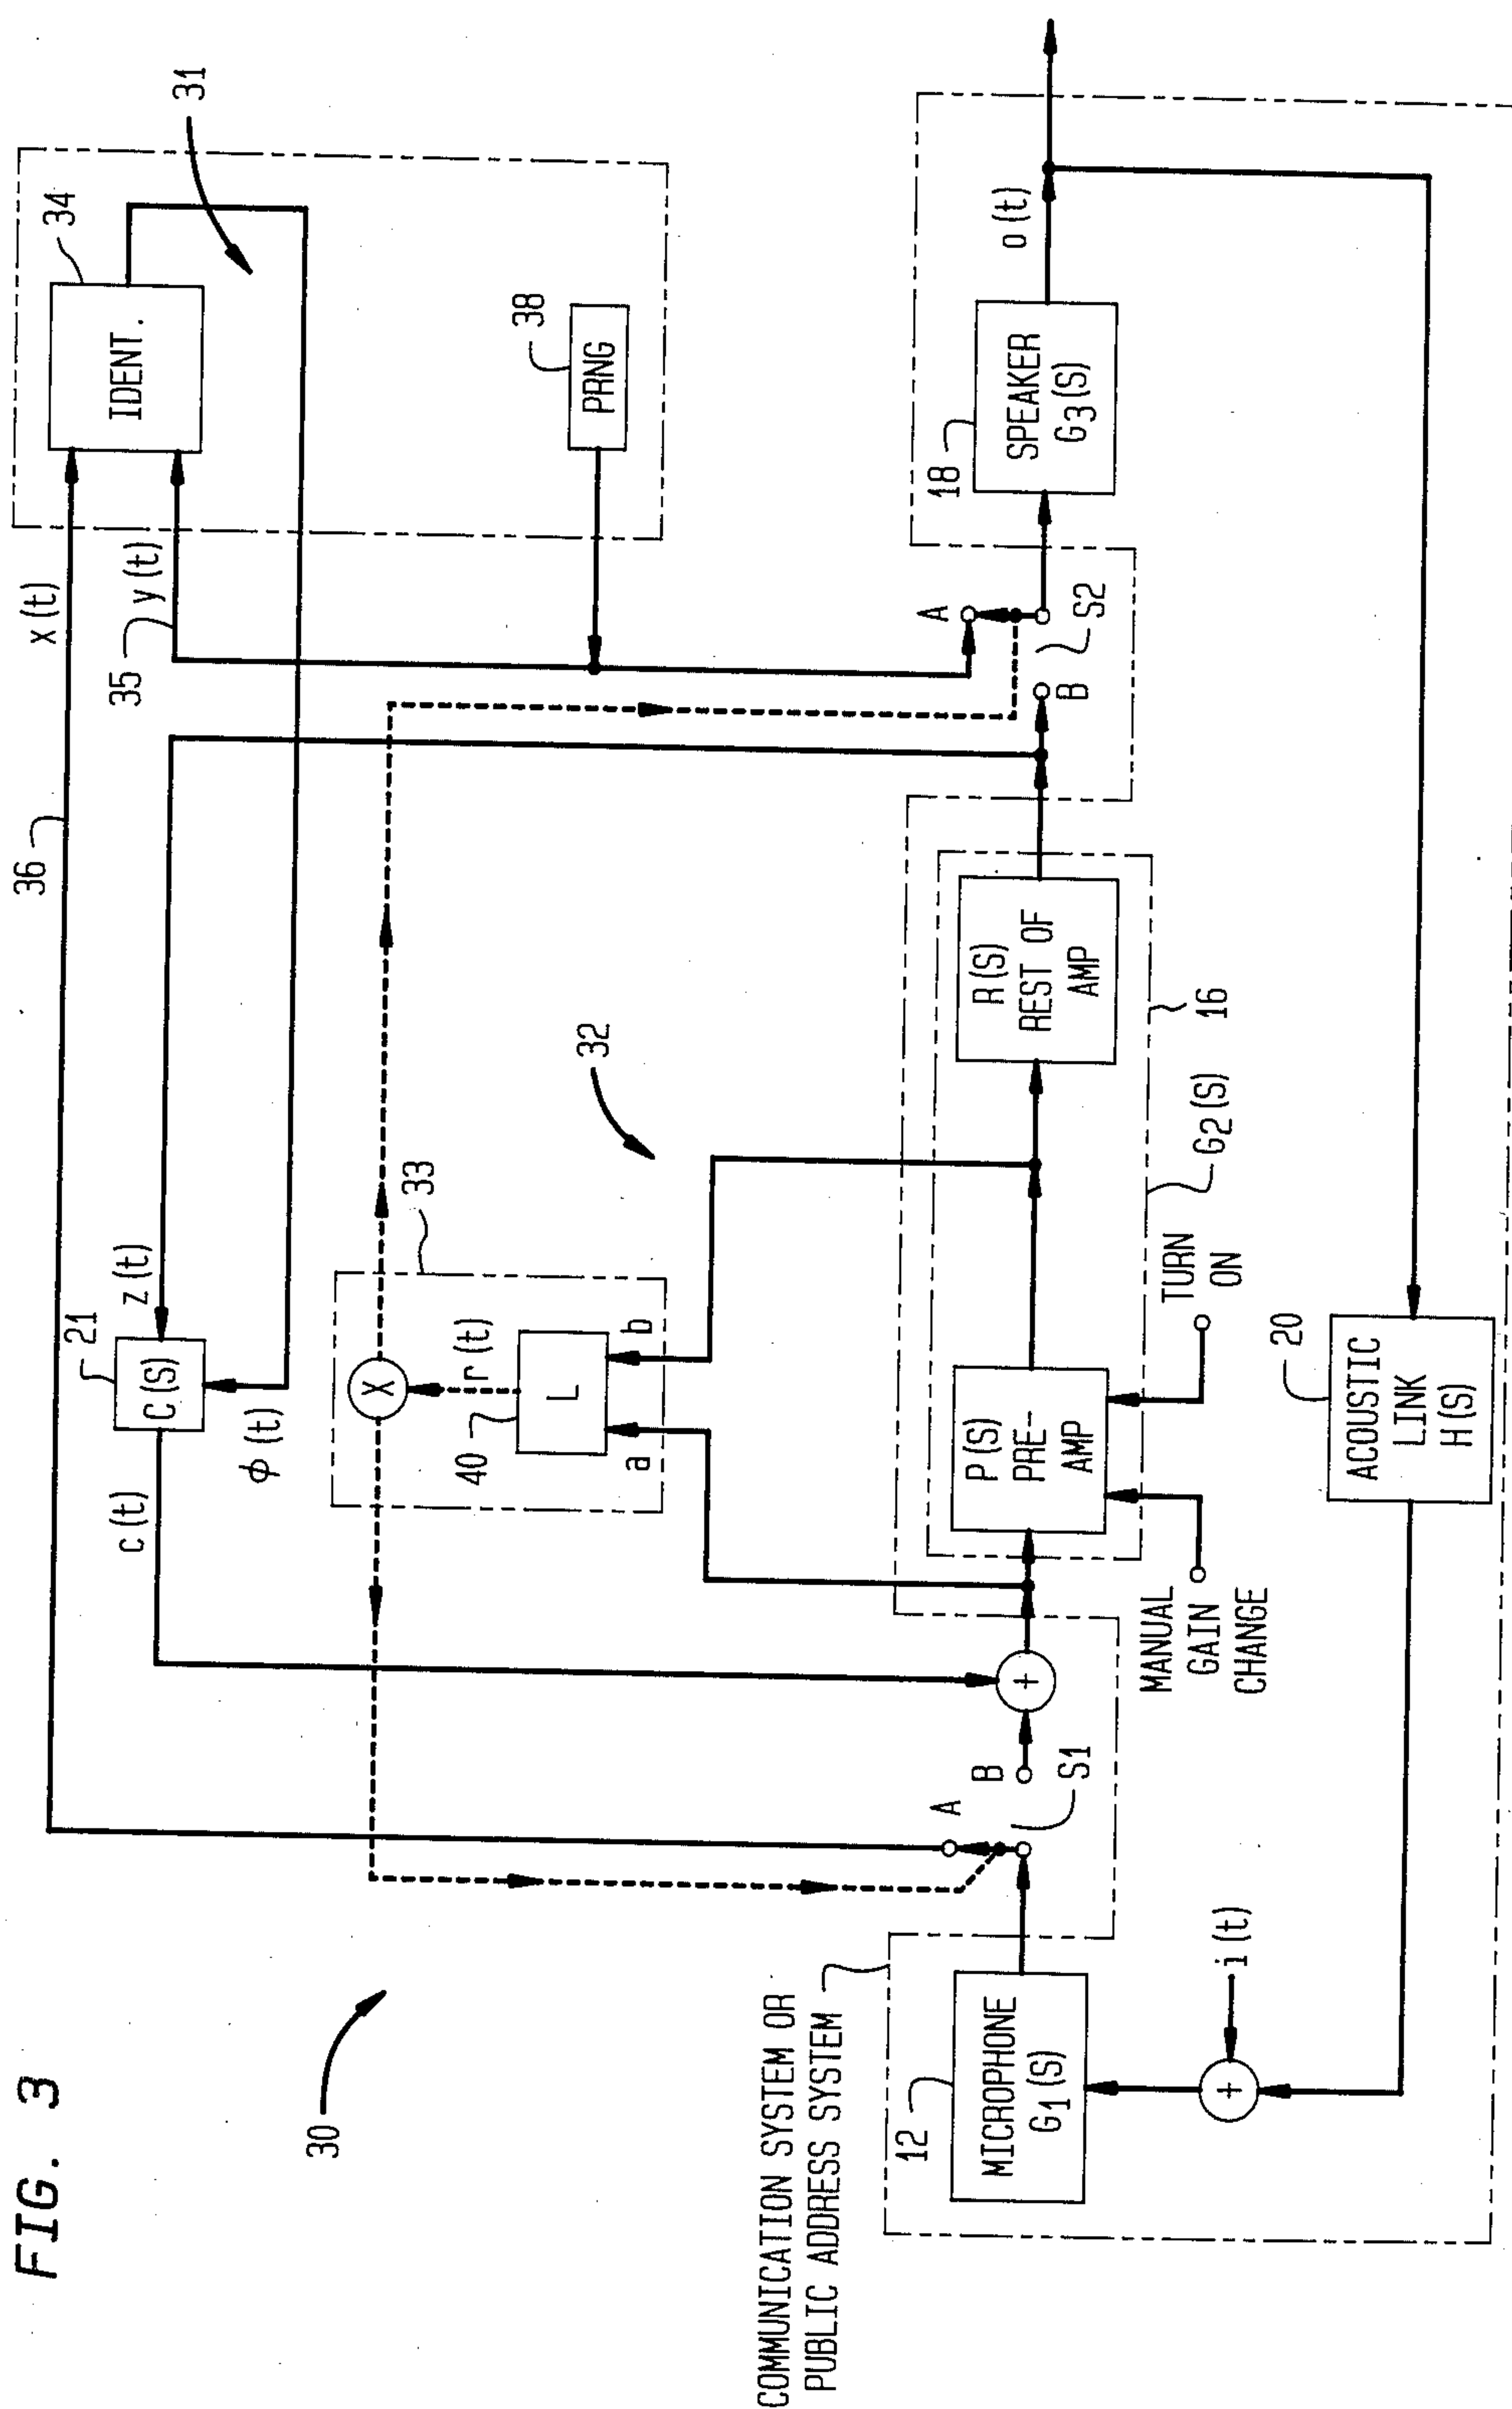 FIG. 3
30
36
x(t)
34
IDENT.
31
35
y(t)
38
PRNG
21
C(S)
z(t)
c(t)
ϕ(t)
33
X
r(t)
40
L
a
b
32
COMMUNICATION SYSTEM OR
PUBLIC ADDRESS SYSTEM
12
MICROPHONE
G1(S)
A
B
S1
+
P(S)
PRE-
AMP
R(S)
REST OF
AMP
A
B
S2
18
SPEAKER
G3(S)
o(t)
MANUAL
GAIN
CHANGE
TURN
ON
G2(S)
16
i(t)
+
20
ACOUSTIC
LINK
H(S)